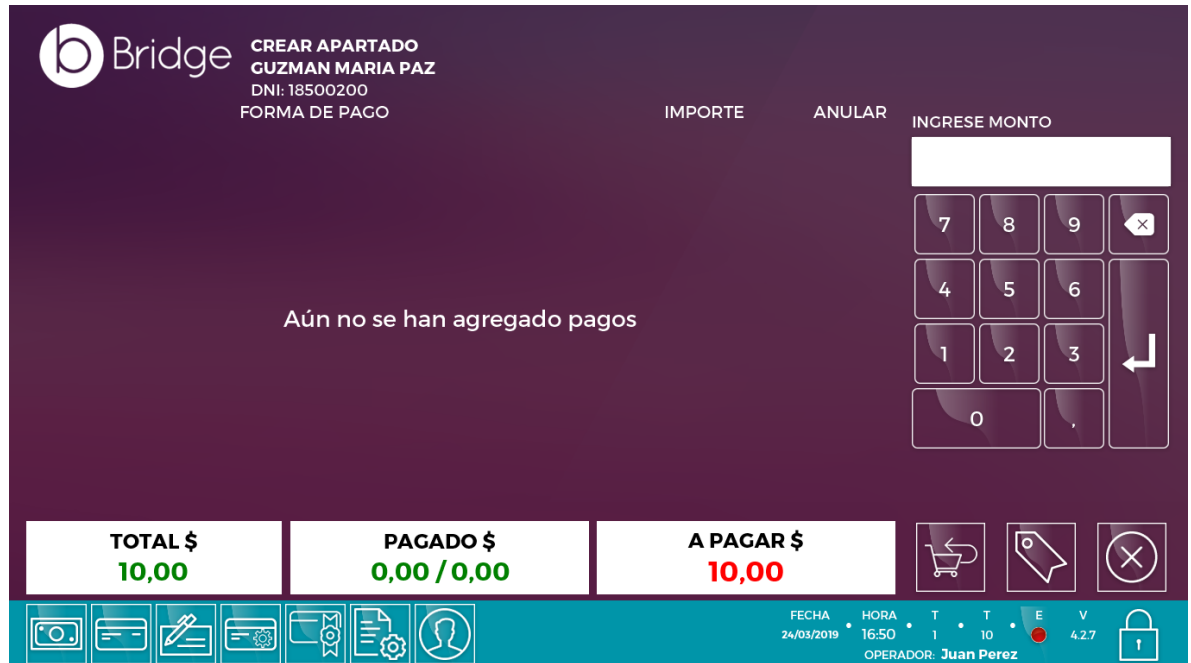 b Bridge
CREAR APARTADO
GUZMAN MARIA PAZ
DNI: 18500200
FORMA DE PAGO IMPORTE ANULAR
INGRESE MONTO
7 8 9
4 5 6
1 2 3
0 ,
Aún no se han agregado pagos
TOTAL $ PAGADO $ A PAGAR $
10,00 0,00 / 0,00 10,00
FECHA • HORA • T • T • E V
24/03/2019 16:50 1 10 4.2.7
OPERADOR: Juan Perez